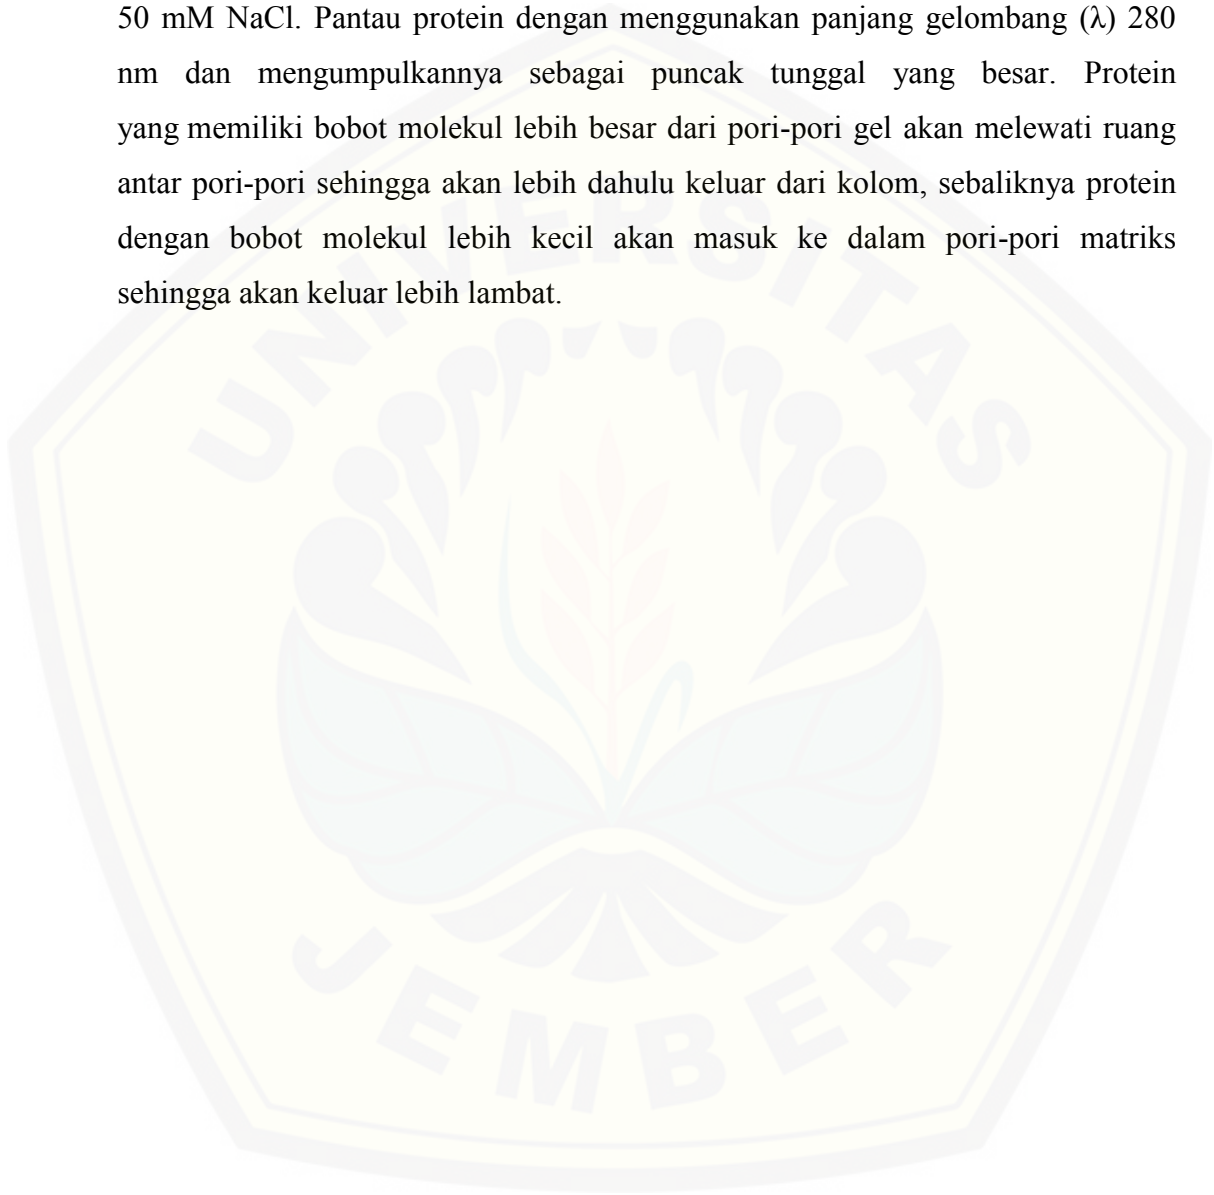 50 mM NaCl. Pantau protein dengan menggunakan panjang gelombang (λ) 280
nm dan mengumpulkannya sebagai puncak tunggal yang besar. Protein
yang memiliki bobot molekul lebih besar dari pori-pori gel akan melewati ruang
antar pori-pori sehingga akan lebih dahulu keluar dari kolom, sebaliknya protein
dengan bobot molekul lebih kecil akan masuk ke dalam pori-pori matriks
sehingga akan keluar lebih lambat.
UNIVERSITAS
JEMBER